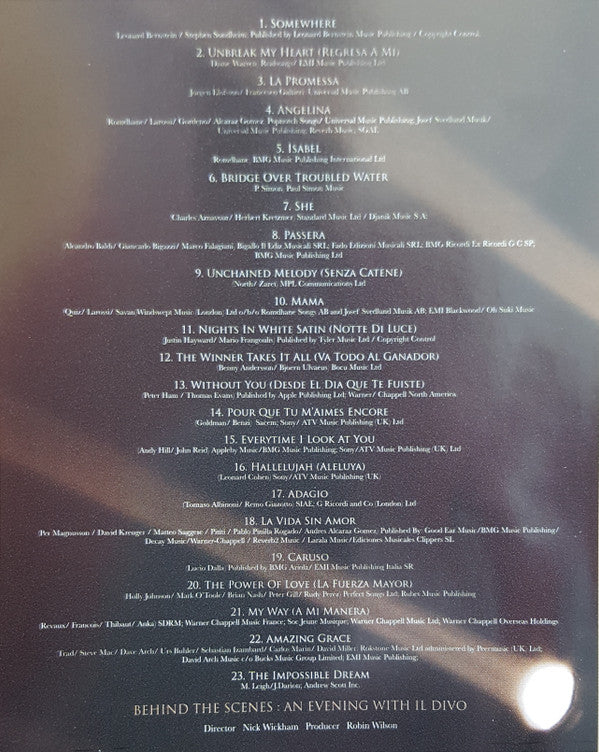 1. Somewhere
(Leonard Bernstein / Stephen Sondheim; Published by Leonard Bernstein Music Publishing / Copyright Control.
2. Unbreak My Heart (Regresa A Mi)
Diane Warren, Realsongs/ EMI Music Publishing Ltd
3. La Promessa
Jorgen Elofsson/ Francesco Galtieri; Universal Music Publishing AB
4. Angelina
(Romdhane/ Larossi/ Gordeno/ Alcaraz Gomez; Popnotch Songs/ Universal Music Publishing; Josef Svedlund Musik/
Universal Music Publishing; Reverb Music; SGAE
5. Isabel
(Romdhane; BMG Music Publishing International Ltd
6. Bridge Over Troubled Water
P. Simon; Paul Simon Music
7. She
(Charles Aznavour/ Herbert Kretzmer; Standard Music Ltd / Djanik Music S A)
8. Passera
Aleandro Baldi/ Giancarlo Bigazzi/ Marco Falagiani; Bigallo Il Ediz Musicali SRL; Fado Edizioni Musicali SRL; BMG Ricordi Ex Ricordi G C SP;
BMG Music Publishing Ltd
9. Unchained Melody (Senza Catene)
(North/ Zaret; MPL Communications Ltd
10. Mama
(Quiz/ Larossi/ Savan/Windswept Music (London) Ltd o/b/o Romdhane Songs AB and Josef Svedlund Musik AB; EMI Blackwood/ Oh Suki Music
11. Nights In White Satin (Notte Di Luce)
(Justin Hayward/ Mario Frangoulis) Published by Tyler Music Ltd / Copyright Control
12. The Winner Takes It All (Va Todo Al Ganador)
(Benny Andersson/ Bjoern Ulvaeus; Bocu Music Ltd
13. Without You (Desde El Dia Que Te Fuiste)
(Peter Ham / Thomas Evans) Published by Apple Publishing Ltd; Warner/ Chappell North America.
14. Pour Que Tu M'Aimes Encore
(Goldman/ Benzi) Sacem; Sony/ ATV Music Publishing (UK) Ltd
15. Everytime I Look At You
(Andy Hill/ John Reid) Appleby Music/BMG Music Publishing; Sony/ATV Music Publishing (UK) Ltd
16. Hallelujah (Aleluya)
(Leonard Cohen) Sony/ATV Music Publishing (UK)
17. Adagio
(Tomaso Albinoni/ Remo Giazotto) SIAE; G Ricordi and Co (London) Ltd
18. La Vida Sin Amor
(Per Magnusson / David Kreuger / Matteo Saggese / Pinti / Pablo Pinilla Rogado/ Andres Alcaraz Gomez, Published By: Good Ear Music/BMG Music Publishing/
Decay Music/Warner-Chappell / Reverb2 Music / Larala Music/Ediciones Musicales Clippers SL
19. Caruso
(Lucio Dalla; Published by BMG Ariola/ EMI Music Publishing Italia SR
20. The Power Of Love (La Fuerza Mayor)
(Holly Johnson/ Mark O'Toole/ Brian Nash/ Peter Gill/ Rudy Perez) Perfect Songs Ltd; Rubet Music Publishing
21. My Way (A Mi Manera)
(Revaux/ Francois/ Thibaut/ Anka) SDRM; Warner Chappell Music France; Soc Jeune Musique; Warner Chappell Music Ltd; Warner Chappell Overseas Holdings
22. Amazing Grace
(Trad/ Steve Mac/ Dave Arch/ Urs Buhler/ Sebastian Izambard/ Carlos Marin/ David Miller; Rokstone Music Ltd administered by Peermusic (UK) Ltd;
David Arch Music c/o Bucks Music Group Limited; EMI Music Publishing;
23. The Impossible Dream
M. Leigh/J.Darion; Andrew Scott Inc.
BEHIND THE SCENES : AN EVENING WITH IL DIVO
Director Nick Wickham Producer Robin Wilson